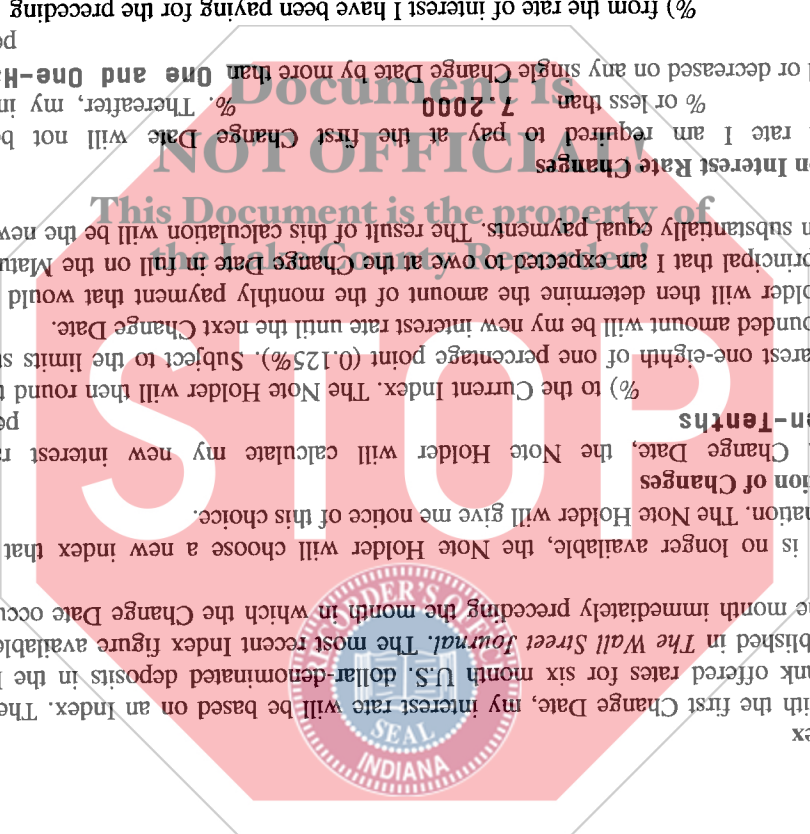 ex
ith the first Change Date, my interest rate will be based on an Index. The
ank offered rates for six month U.S. dollar-denominated deposits in the
blished in The Wall Street Journal. The most recent Index figure available
he month immediately preceding the month in which the Change Date occu
is no longer available, the Note Holder will choose a new index that
nation. The Note Holder will give me notice of this choice.
tion of Changes
Change Date, the Note Holder will calculate my new interest ra
en-Tenths pe
%) to the Current Index. The Note Holder will then round t
arest one-eighth of one percentage point (0.125%). Subject to the limits st
ounded amount will be my new interest rate until the next Change Date.
older will then determine the amount of the monthly payment that would
principal that I am expected to owe at the Change Date in full on the Matu
n substantially equal payments. The result of this calculation will be the new
on Interest Rate Changes
rate I am required to pay at the first Change Date will not be
% or less than 7.2000 %. Thereafter, my in
d or decreased on any single Change Date by more than One and One-Ha
pe
%) from the rate of interest I have been paying for the preceding
Document is
NOT OFFICIAL!
This Document is the property of
the Lake County Recorder!
STOP
RECORDER'S OFFICE
SEAL
INDIANA